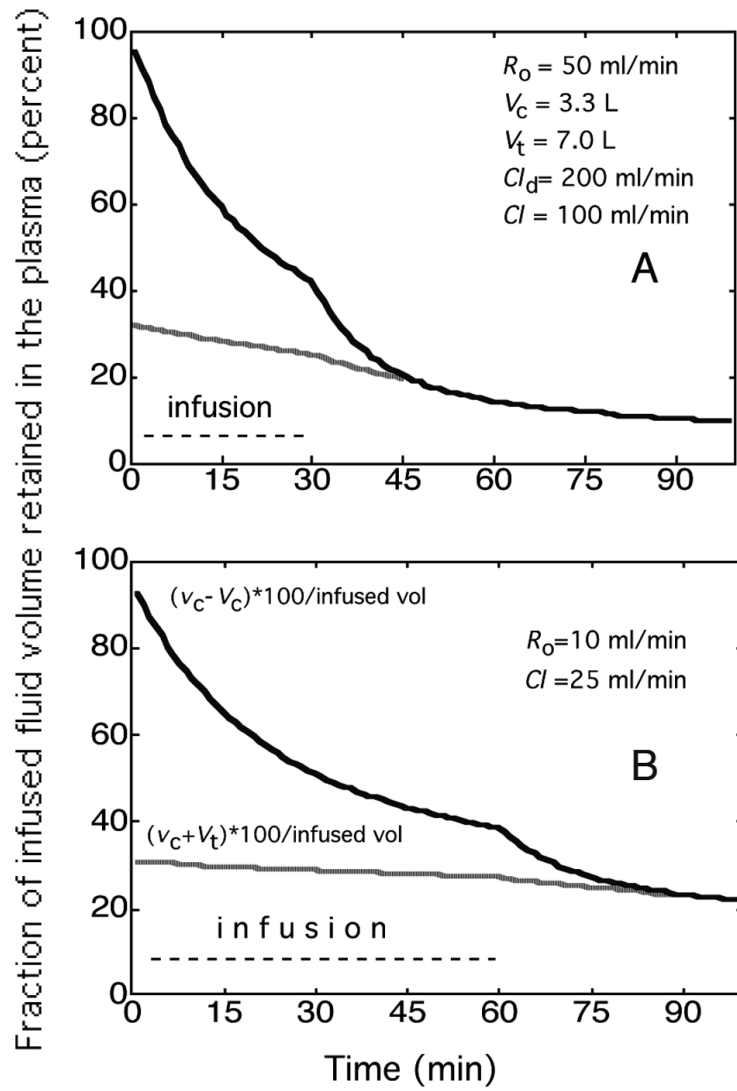 Fraction of infused fluid volume retained in the plasma (percent)
100
80
60
40
20
0
Ro = 50 ml/min
Vc = 3.3 L
Vt = 7.0 L
Cld= 200 ml/min
Cl = 100 ml/min
A
infusion
0 15 30 45 60 75 90
100
80
60
40
20
0
(vc- Vc)*100/infused vol
Ro=10 ml/min
Cl =25 ml/min
B
(vc+Vt)*100/infused vol
infusion
0 15 30 45 60 75 90
Time (min)